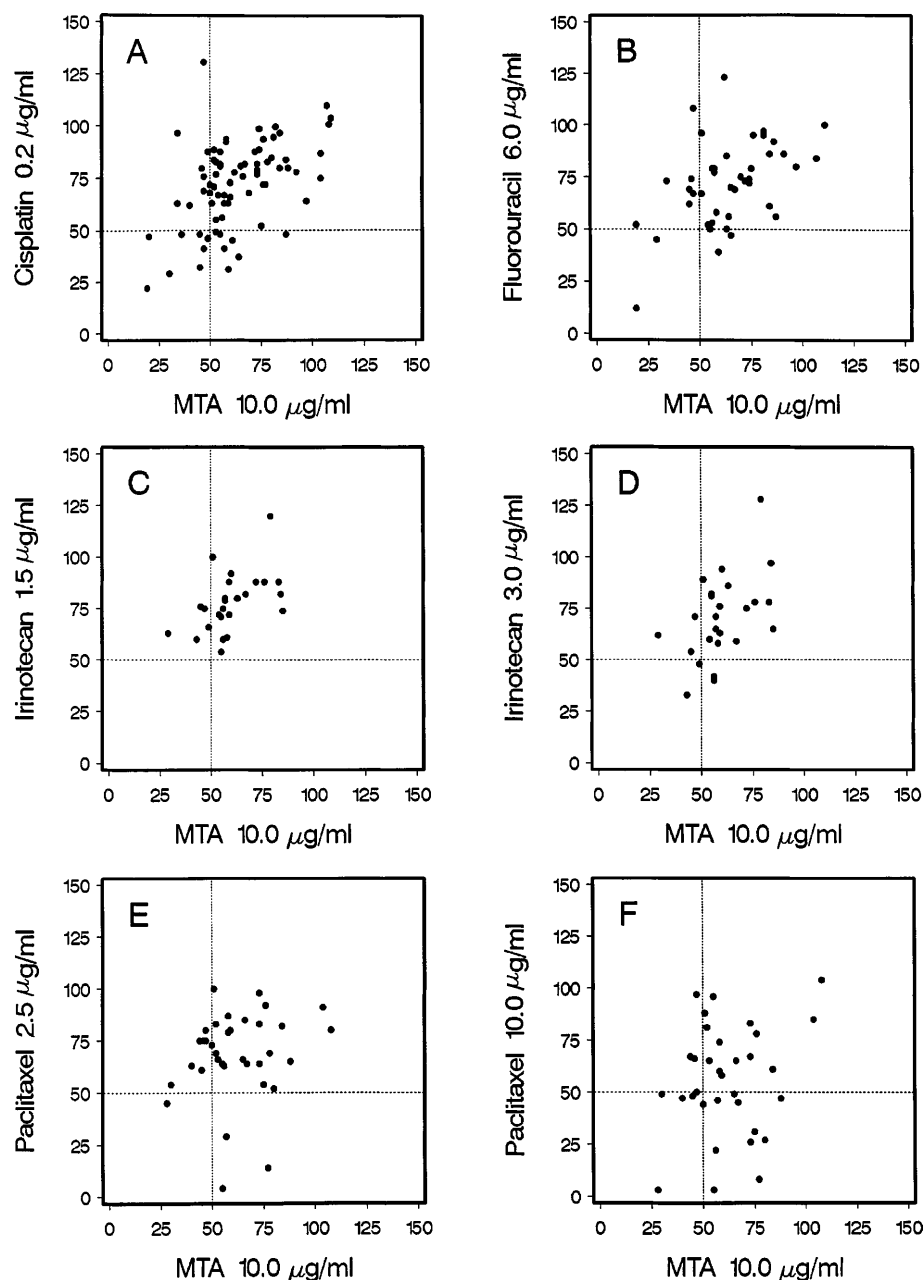 A
Cisplatin 0.2 μg/ml
150
125
100
75
50
25
0
0 25 50 75 100 125 150
MTA 10.0 μg/ml
B
Fluorouracil 6.0 μg/ml
150
125
100
75
50
25
0
0 25 50 75 100 125 150
MTA 10.0 μg/ml
C
Irinotecan 1.5 μg/ml
150
125
100
75
50
25
0
0 25 50 75 100 125 150
MTA 10.0 μg/ml
D
Irinotecan 3.0 μg/ml
150
125
100
75
50
25
0
0 25 50 75 100 125 150
MTA 10.0 μg/ml
E
Paclitaxel 2.5 μg/ml
150
125
100
75
50
25
0
0 25 50 75 100 125 150
MTA 10.0 μg/ml
F
Paclitaxel 10.0 μg/ml
150
125
100
75
50
25
0
0 25 50 75 100 125 150
MTA 10.0 μg/ml